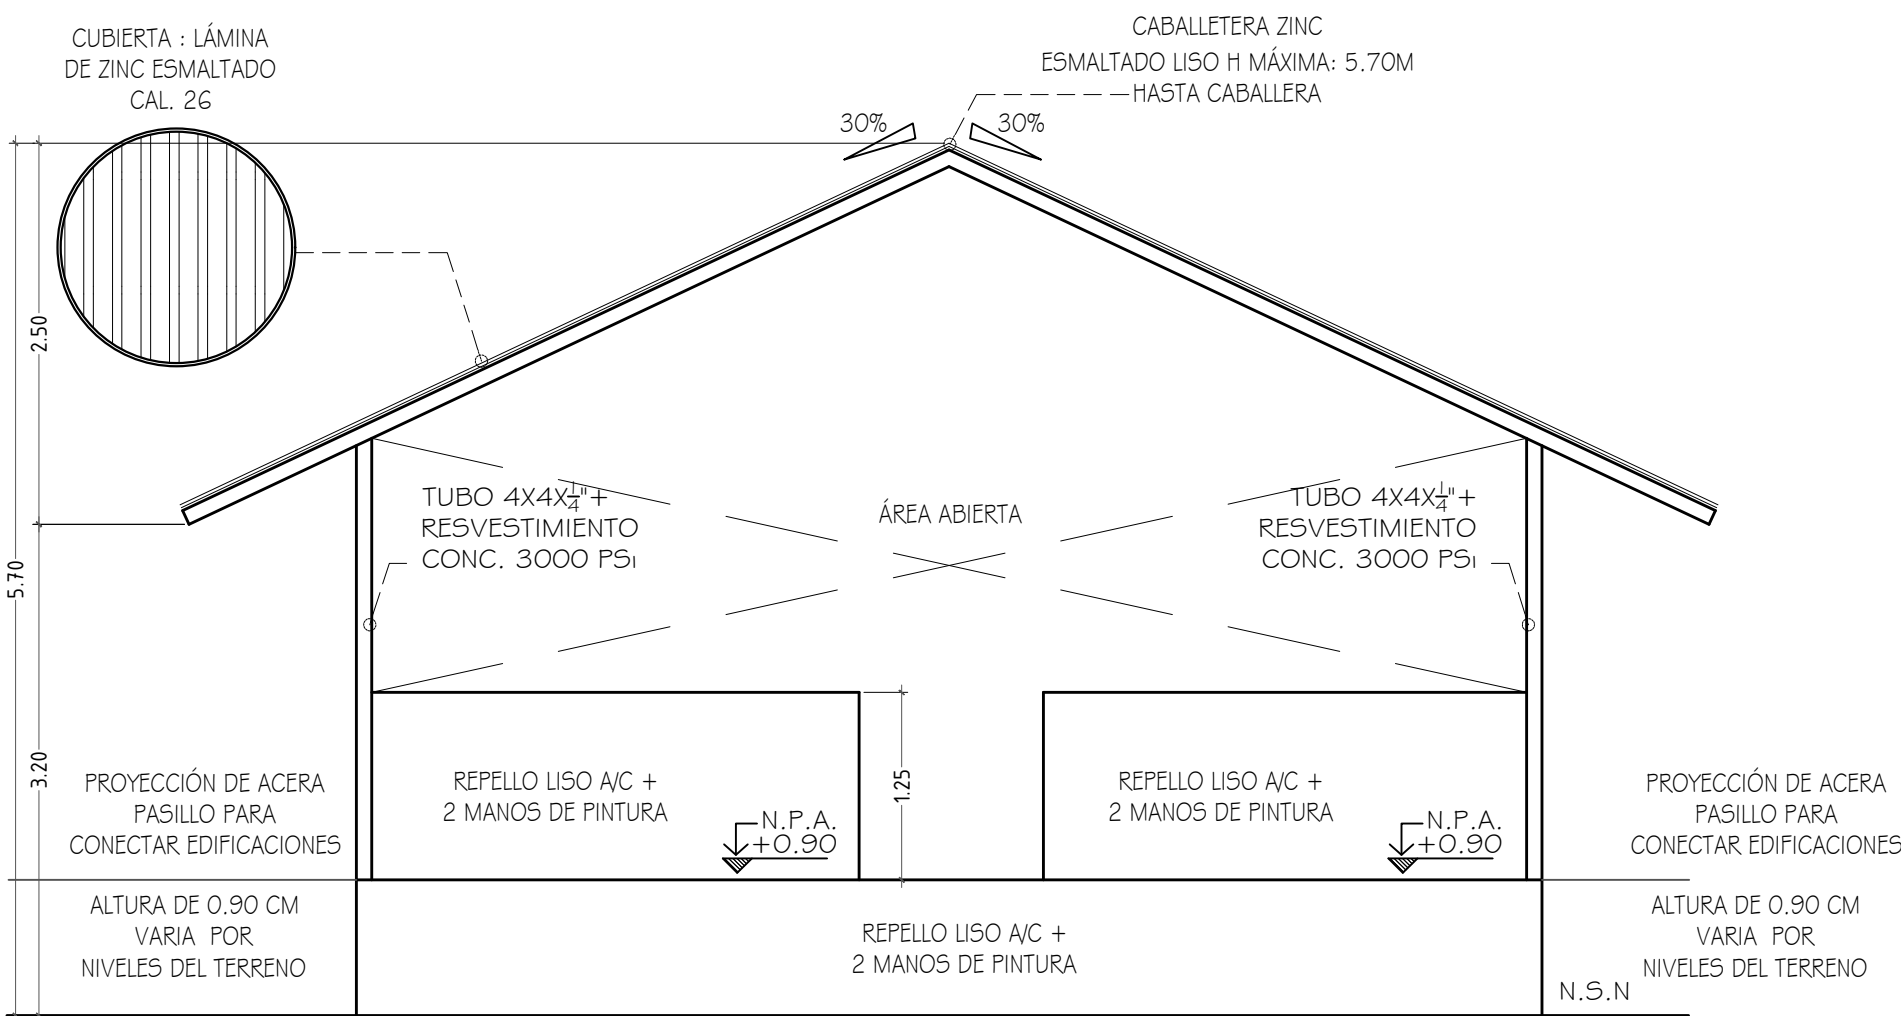 CUBIERTA : LÁMINA
DE ZINC ESMALTADO
CAL. 26
CABALLETERA ZINC
ESMALTADO LISO H MÁXIMA: 5.70M
HASTA CABALLERA
30%
30%
2.50
5.70
3.20
TUBO 4X4X1/4"+
RESVESTIMIENTO
CONC. 3000 PSI
ÁREA ABIERTA
TUBO 4X4X1/4"+
RESVESTIMIENTO
CONC. 3000 PSI
PROYECCIÓN DE ACERA
PASILLO PARA
CONECTAR EDIFICACIONES
REPELLO LISO A/C +
2 MANOS DE PINTURA
N.P.A.
+0.90
1.25
REPELLO LISO A/C +
2 MANOS DE PINTURA
N.P.A.
+0.90
PROYECCIÓN DE ACERA
PASILLO PARA
CONECTAR EDIFICACIONES
ALTURA DE 0.90 CM
VARIA POR
NIVELES DEL TERRENO
REPELLO LISO A/C +
2 MANOS DE PINTURA
ALTURA DE 0.90 CM
VARIA POR
NIVELES DEL TERRENO
N.S.N